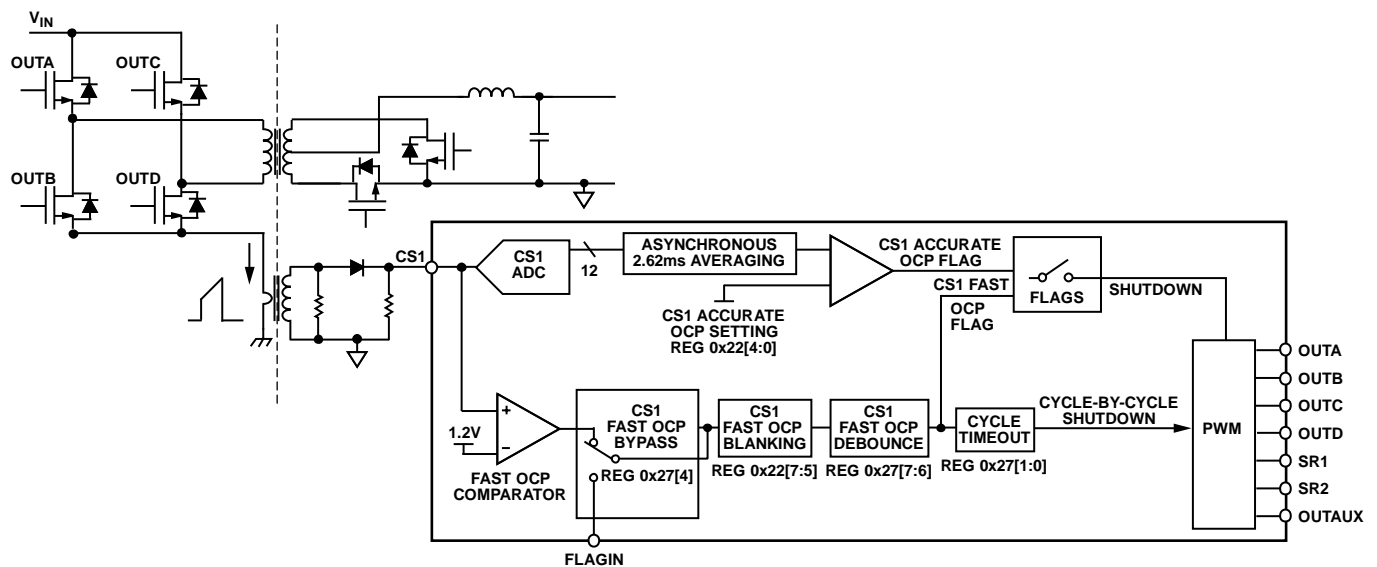 VIN
OUTA
OUTC
OUTB
OUTD
CS1
CS1
ADC
12
ASYNCHRONOUS
2.62ms AVERAGING
CS1 ACCURATE
OCP SETTING
REG 0x22[4:0]
CS1 ACCURATE
OCP FLAG
CS1 FAST
OCP
FLAG
FLAGS
SHUTDOWN
1.2V
+
−
FAST OCP
COMPARATOR
CS1
FAST OCP
BYPASS
REG 0x27[4]
FLAGIN
CS1
FAST OCP
BLANKING
REG 0x22[7:5]
CS1
FAST OCP
DEBOUNCE
REG 0x27[7:6]
CYCLE
TIMEOUT
REG 0x27[1:0]
CYCLE-BY-CYCLE
SHUTDOWN
PWM
OUTA
OUTB
OUTC
OUTD
SR1
SR2
OUTAUX